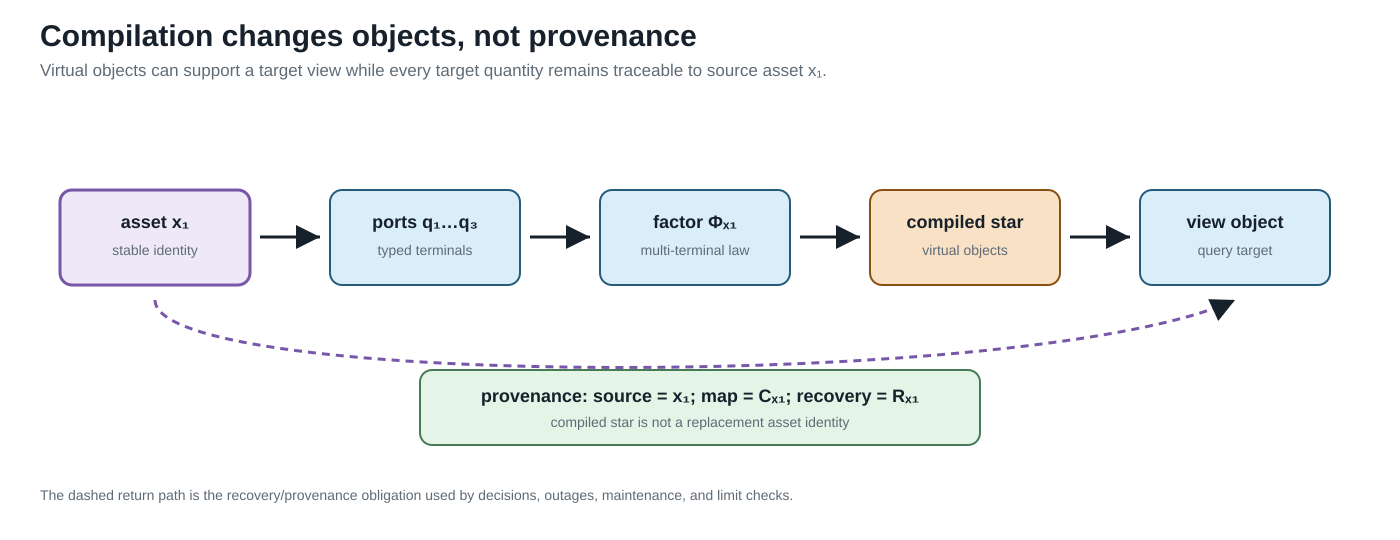 Compilation changes objects, not provenance
Virtual objects can support a target view while every target quantity remains traceable to source asset x₁.
asset x₁
stable identity
ports q₁…q₃
typed terminals
factor Φₓ₁
multi-terminal law
compiled star
virtual objects
view object
query target
provenance: source = x₁; map = Cₓ₁; recovery = Rₓ₁
compiled star is not a replacement asset identity
The dashed return path is the recovery/provenance obligation used by decisions, outages, maintenance, and limit checks.